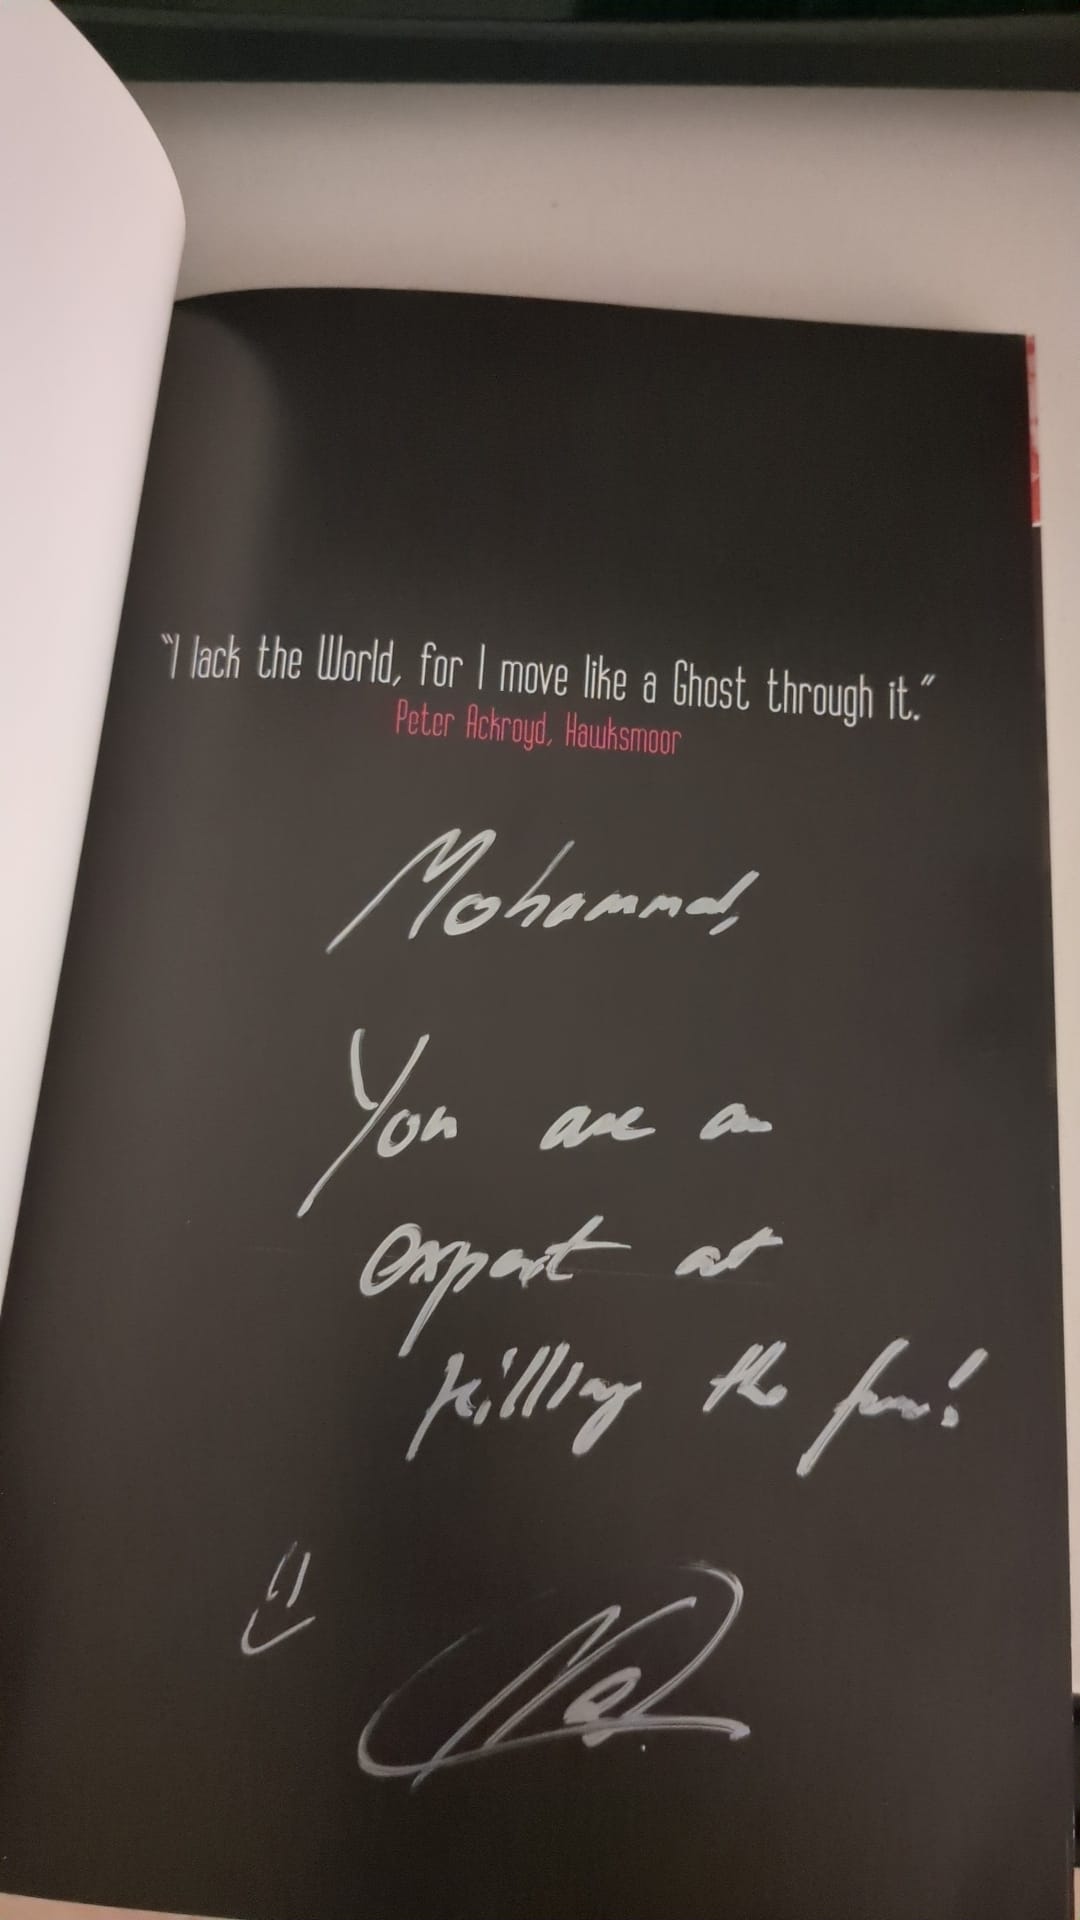 "I lack the World, for I move like a Ghost through it."
Peter Ackroyd, Hawksmoor
Mohammad,
You are an
expert at
killing the fun!